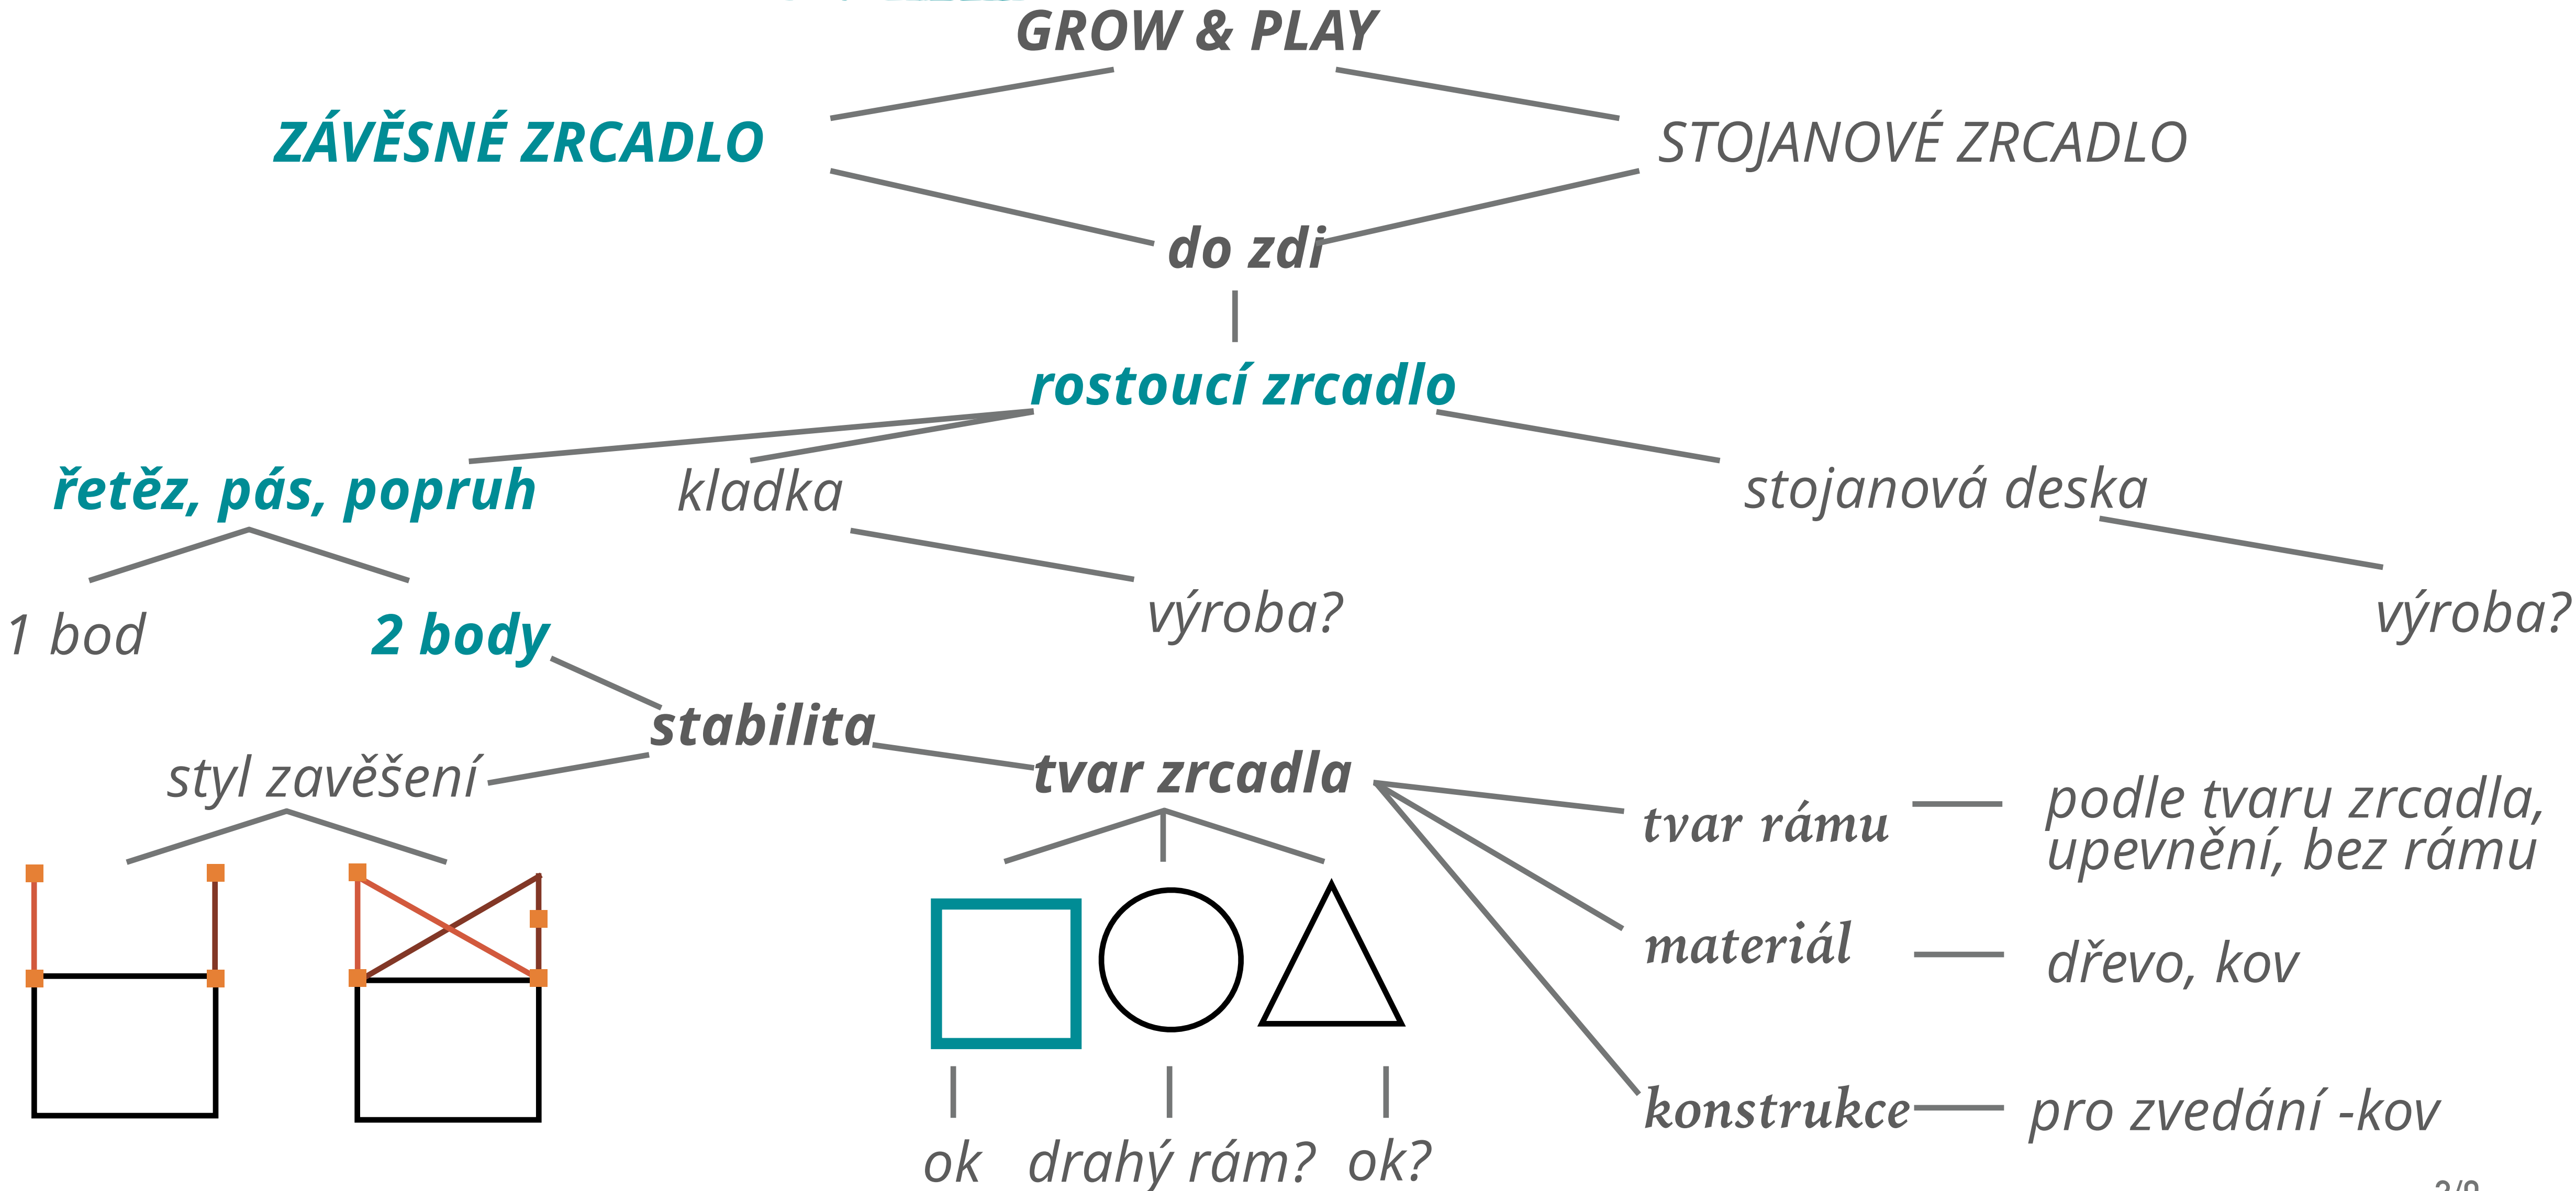 GROW & PLAY
ZÁVĚSNÉ ZRCADLO
STOJANOVÉ ZRCADLO
do zdi
rostoucí zrcadlo
řetěz, pás, popruh
kladka
stojanová deska
1 bod
2 body
výroba?
výroba?
stabilita
styl zavěšení
tvar zrcadla
tvar rámu
podle tvaru zrcadla,
upevnění, bez rámu
materiál
dřevo, kov
konstrukce
pro zvedání -kov
ok
drahý rám?
ok?